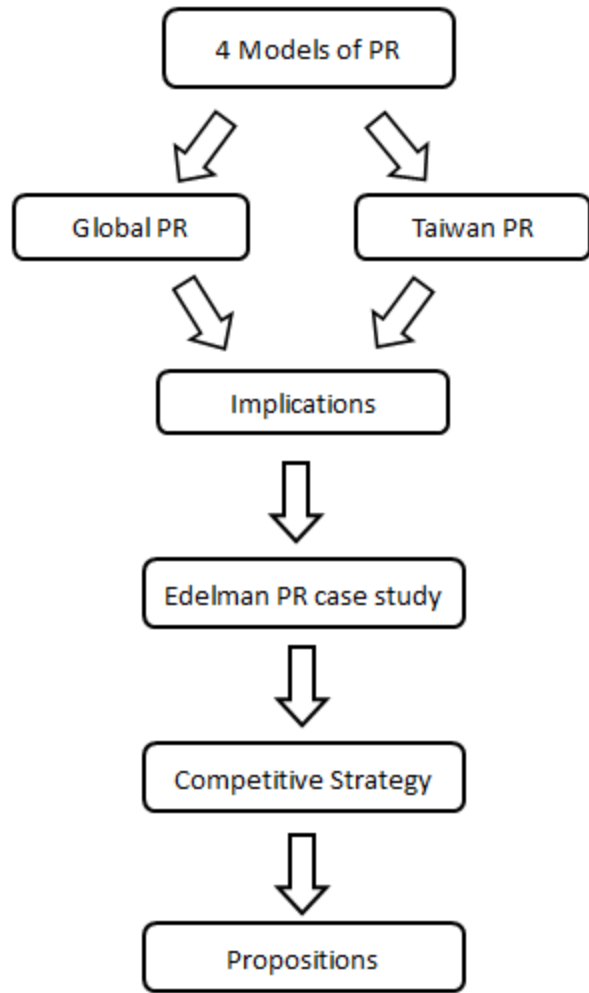 4 Models of PR
Global PR
Taiwan PR
Implications
Edelman PR case study
Competitive Strategy
Propositions